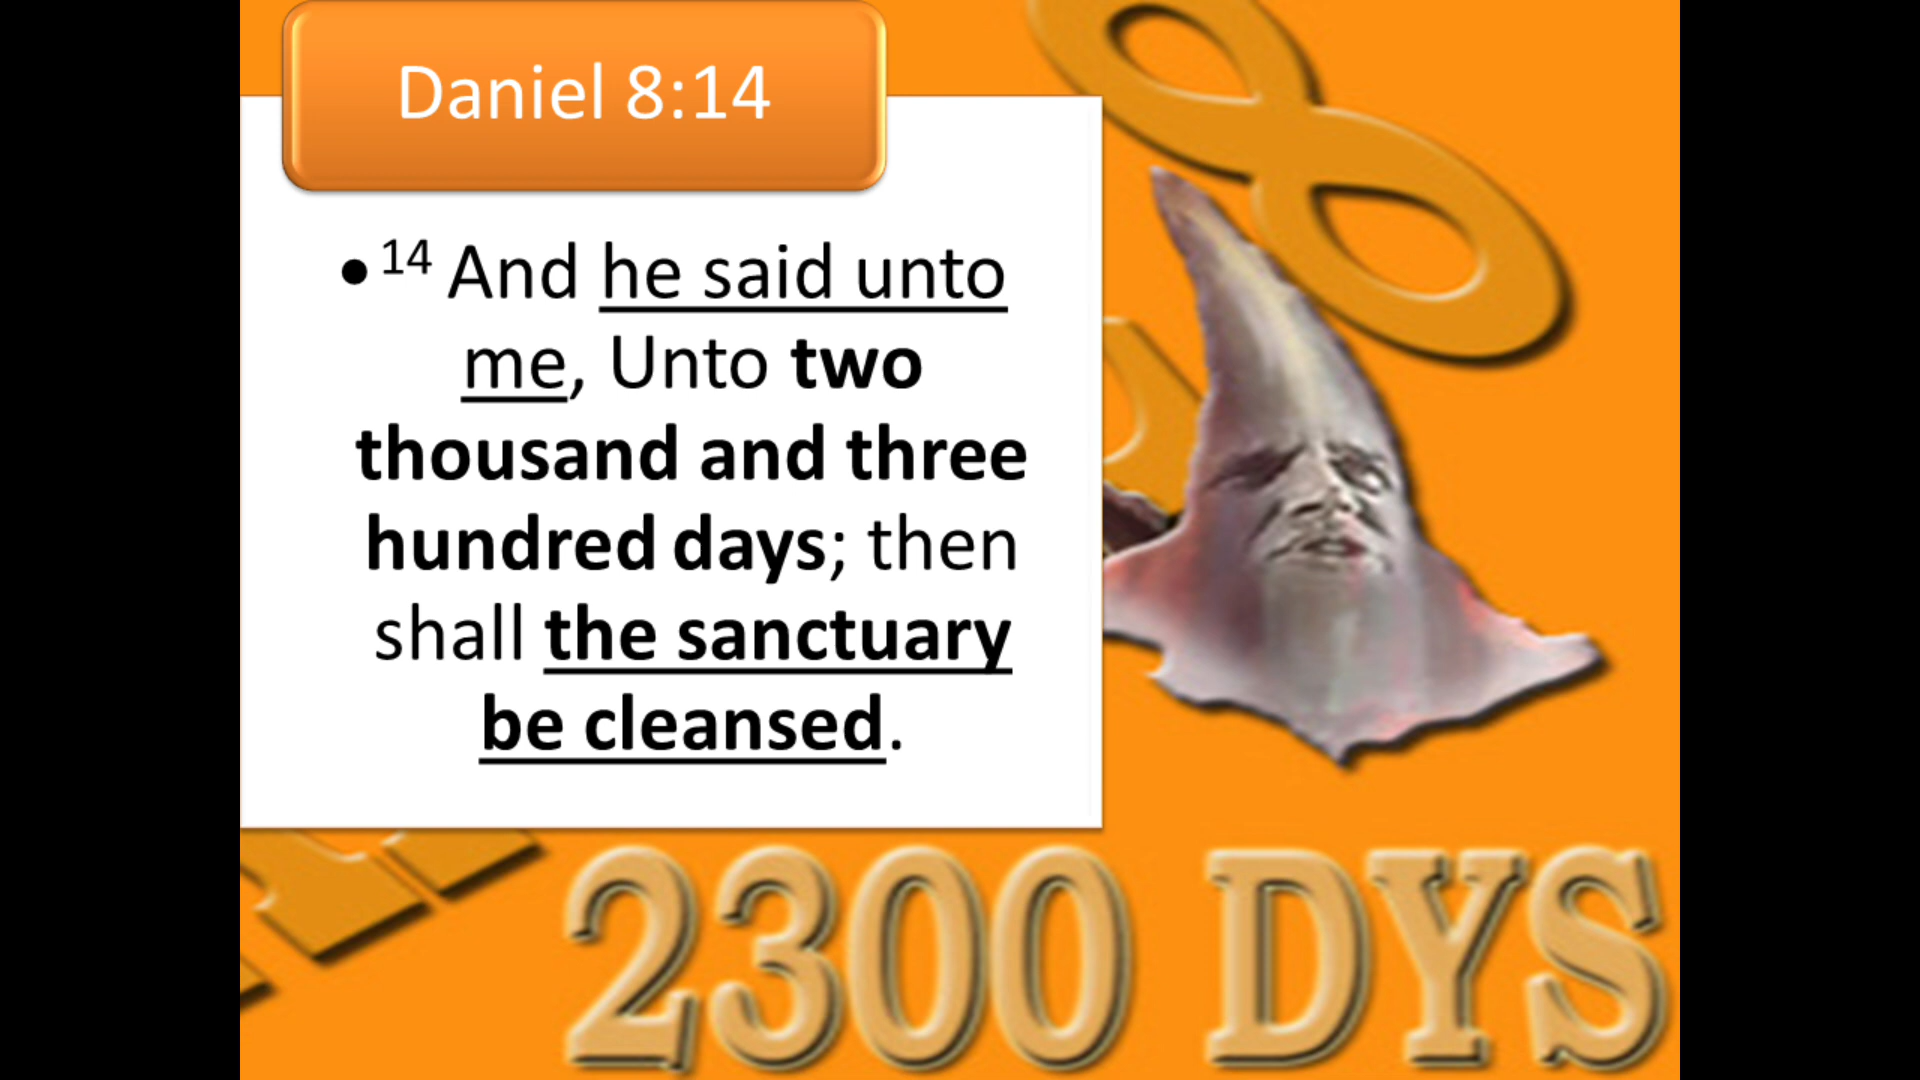 Daniel 8:14
•14 And he said unto
me, Unto two
thousand and three
hundred days; then
shall the sanctuary
be cleansed.
8
2300 DYS